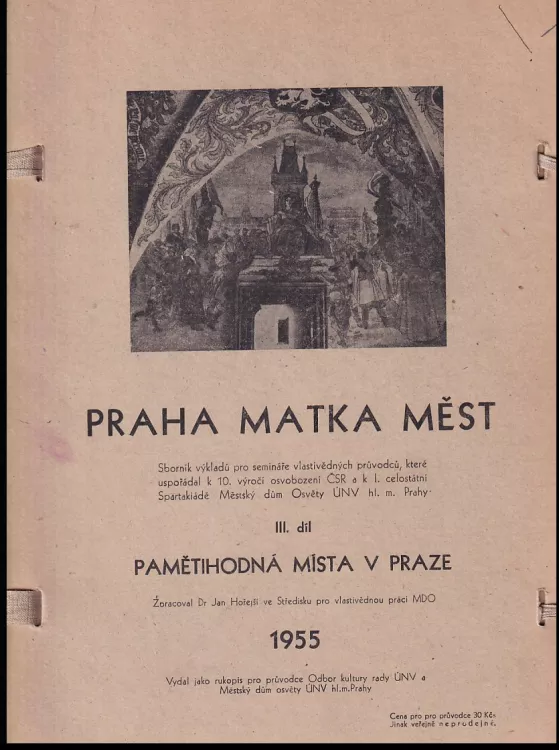 PRAHA MATKA MĚST
Sborník výkladů pro semináře vlastivědných průvodců, které
uspořádal k 10. výročí osvobození ČSR a k I. celostátní
Spartakiádě Městský dům Osvěty ÚNV hl. m. Prahy
III. díl
PAMĚTIHODNÁ MÍSTA V PRAZE
Zpracoval Dr Jan Hořejší ve Středisku pro vlastivědnou práci MDO
1955
Vydal jako rukopis pro průvodce Odbor kultury rady ÚNV a
Městský dům osvěty ÚNV hl.m.Prahy
Cena pro pro průvodce 30 Kčs
Jinak veřejně neprodejné.